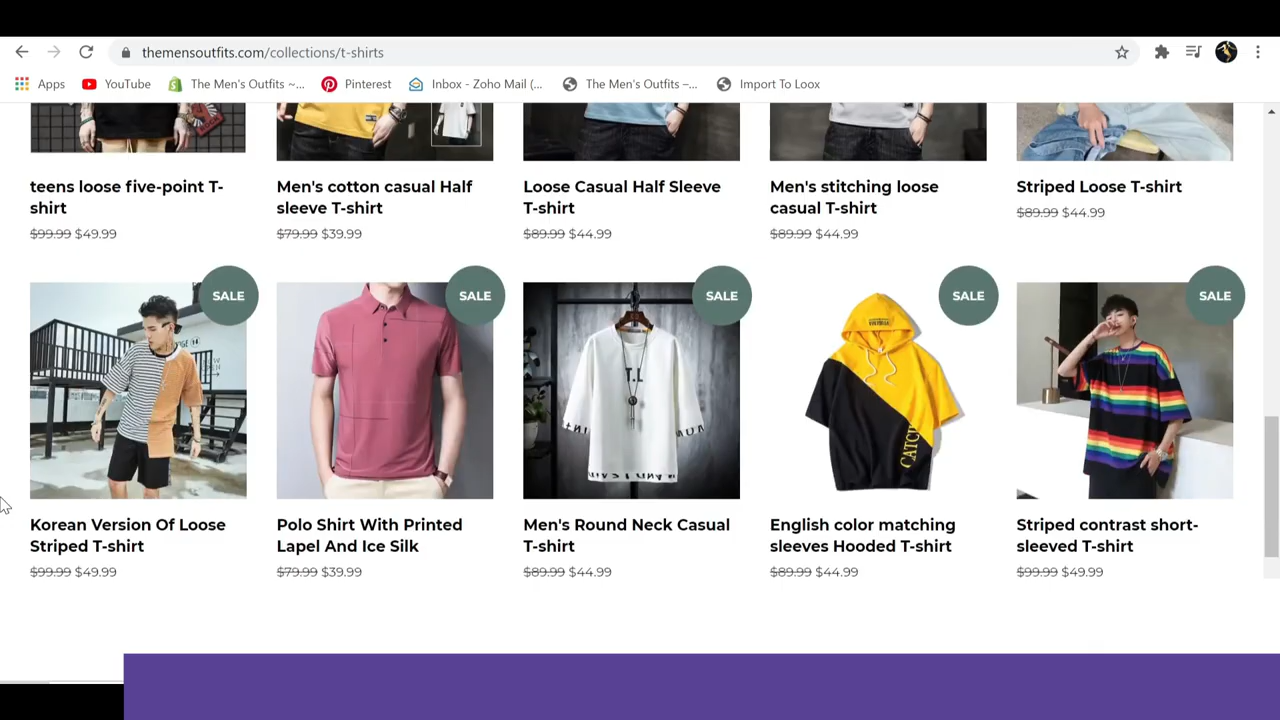 themensoutfits.com/collections/t-shirts
Apps YouTube The Men's Outfits ~... Pinterest Inbox - Zoho Mail (... The Men's Outfits –... Import To Loox
teens loose five-point T-
shirt
$99.99 $49.99
Men's cotton casual Half
sleeve T-shirt
$79.99 $39.99
Loose Casual Half Sleeve
T-shirt
$89.99 $44.99
Men's stitching loose
casual T-shirt
$89.99 $44.99
Striped Loose T-shirt
$89.99 $44.99
SALE
SALE
SALE
SALE
SALE
CATCH
Korean Version Of Loose
Striped T-shirt
$99.99 $49.99
Polo Shirt With Printed
Lapel And Ice Silk
$79.99 $39.99
Men's Round Neck Casual
T-shirt
$89.99 $44.99
English color matching
sleeves Hooded T-shirt
$89.99 $44.99
Striped contrast short-
sleeved T-shirt
$99.99 $49.99